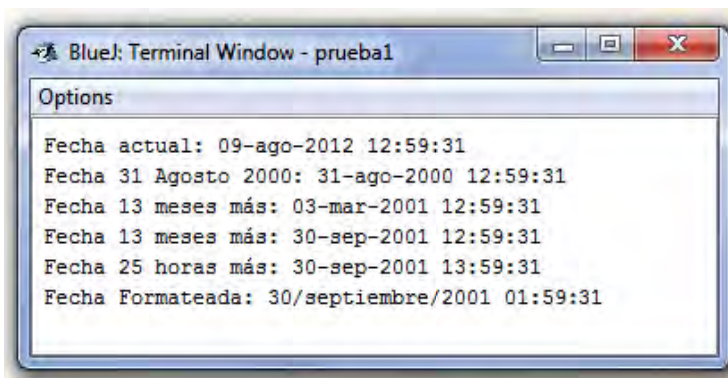 BlueJ: Terminal Window - prueba1
Options
Fecha actual: 09-ago-2012 12:59:31
Fecha 31 Agosto 2000: 31-ago-2000 12:59:31
Fecha 13 meses más: 03-mar-2001 12:59:31
Fecha 13 meses más: 30-sep-2001 12:59:31
Fecha 25 horas más: 30-sep-2001 13:59:31
Fecha Formateada: 30/septiembre/2001 01:59:31